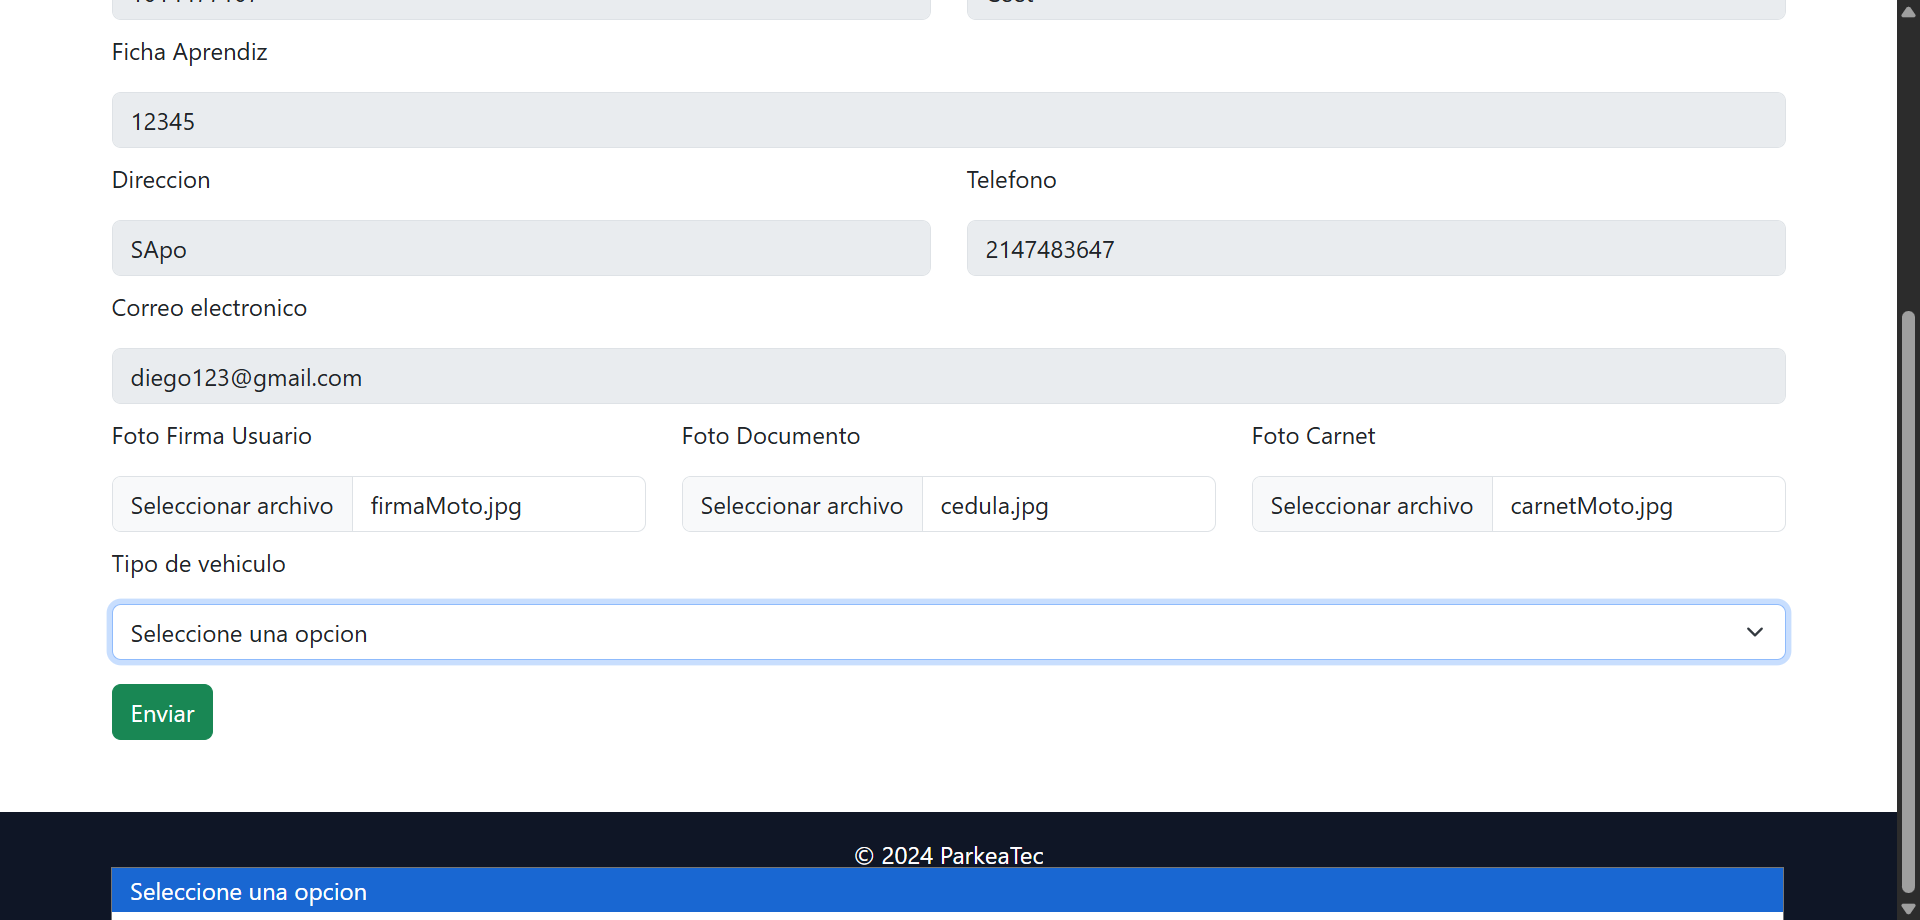 Ficha Aprendiz
12345
Direccion Telefono
SApo 2147483647
Correo electronico
diego123@gmail.com
Foto Firma Usuario Foto Documento Foto Carnet
Seleccionar archivo firmaMoto.jpg Seleccionar archivo cedula.jpg Seleccionar archivo carnetMoto.jpg
Tipo de vehiculo
Seleccione una opcion
Enviar
© 2024 ParkeaTec
Seleccione una opcion